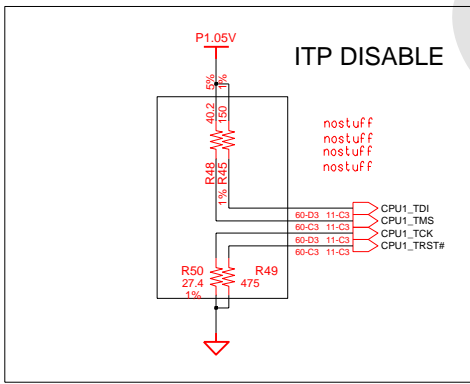 P1.05V
ITP DISABLE
5%
1%
40.2
150
nostuff
nostuff
nostuff
nostuff
R48
R45
1%
60-D3 11-C3 CPU1_TDI
60-C3 11-C3 CPU1_TMS
60-D3 11-C3 CPU1_TCK
60-C3 11-C3 CPU1_TRST#
R50
R49
27.4
475
1%